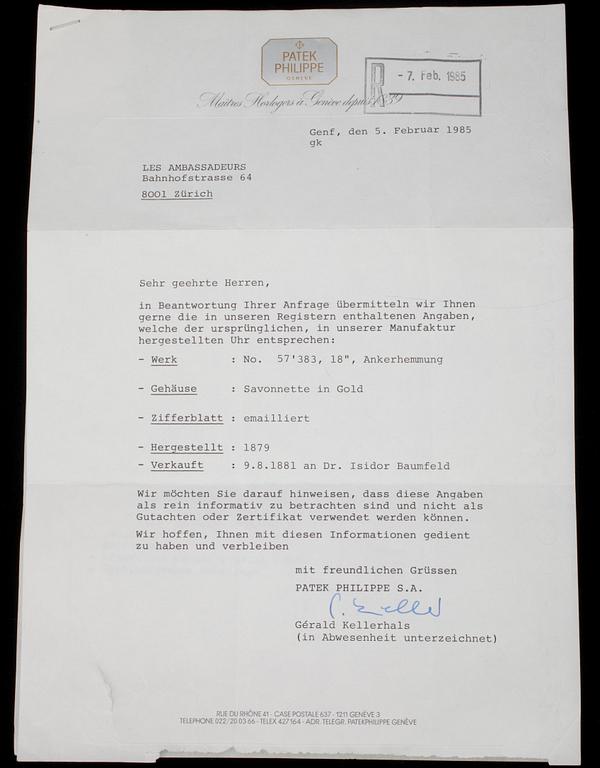 PATEK
PHILIPPE
GENEVE
Maîtres Horlogers à Genève depuis 1839
- 7. Feb. 1985
Genf, den 5. Februar 1985
gk
LES AMBASSADEURS
Bahnhofstrasse 64
8001 Zürich
Sehr geehrte Herren,
in Beantwortung Ihrer Anfrage übermitteln wir Ihnen
gerne die in unseren Registern enthaltenen Angaben,
welche der ursprünglichen, in unserer Manufaktur
hergestellten Uhr entsprechen:
- Werk : No. 57'383, 18", Ankerhemmung
- Gehäuse : Savonnette in Gold
- Zifferblatt : emailliert
- Hergestellt : 1879
- Verkauft : 9.8.1881 an Dr. Isidor Baumfeld
Wir möchten Sie darauf hinweisen, dass diese Angaben
als rein informativ zu betrachten sind und nicht als
Gutachten oder Zertifikat verwendet werden können.
Wir hoffen, Ihnen mit diesen Informationen gedient
zu haben und verbleiben
mit freundlichen Grüssen
PATEK PHILIPPE S.A.
Gérald Kellerhals
(in Abwesenheit unterzeichnet)
RUE DU RHÔNE 41 - CASE POSTALE 637 - 1211 GENÈVE 3
TELEPHONE 022/20 03 66 - TELEX 427 164 - ADR. TELEGR. PATEKPHILIPPE GENÈVE